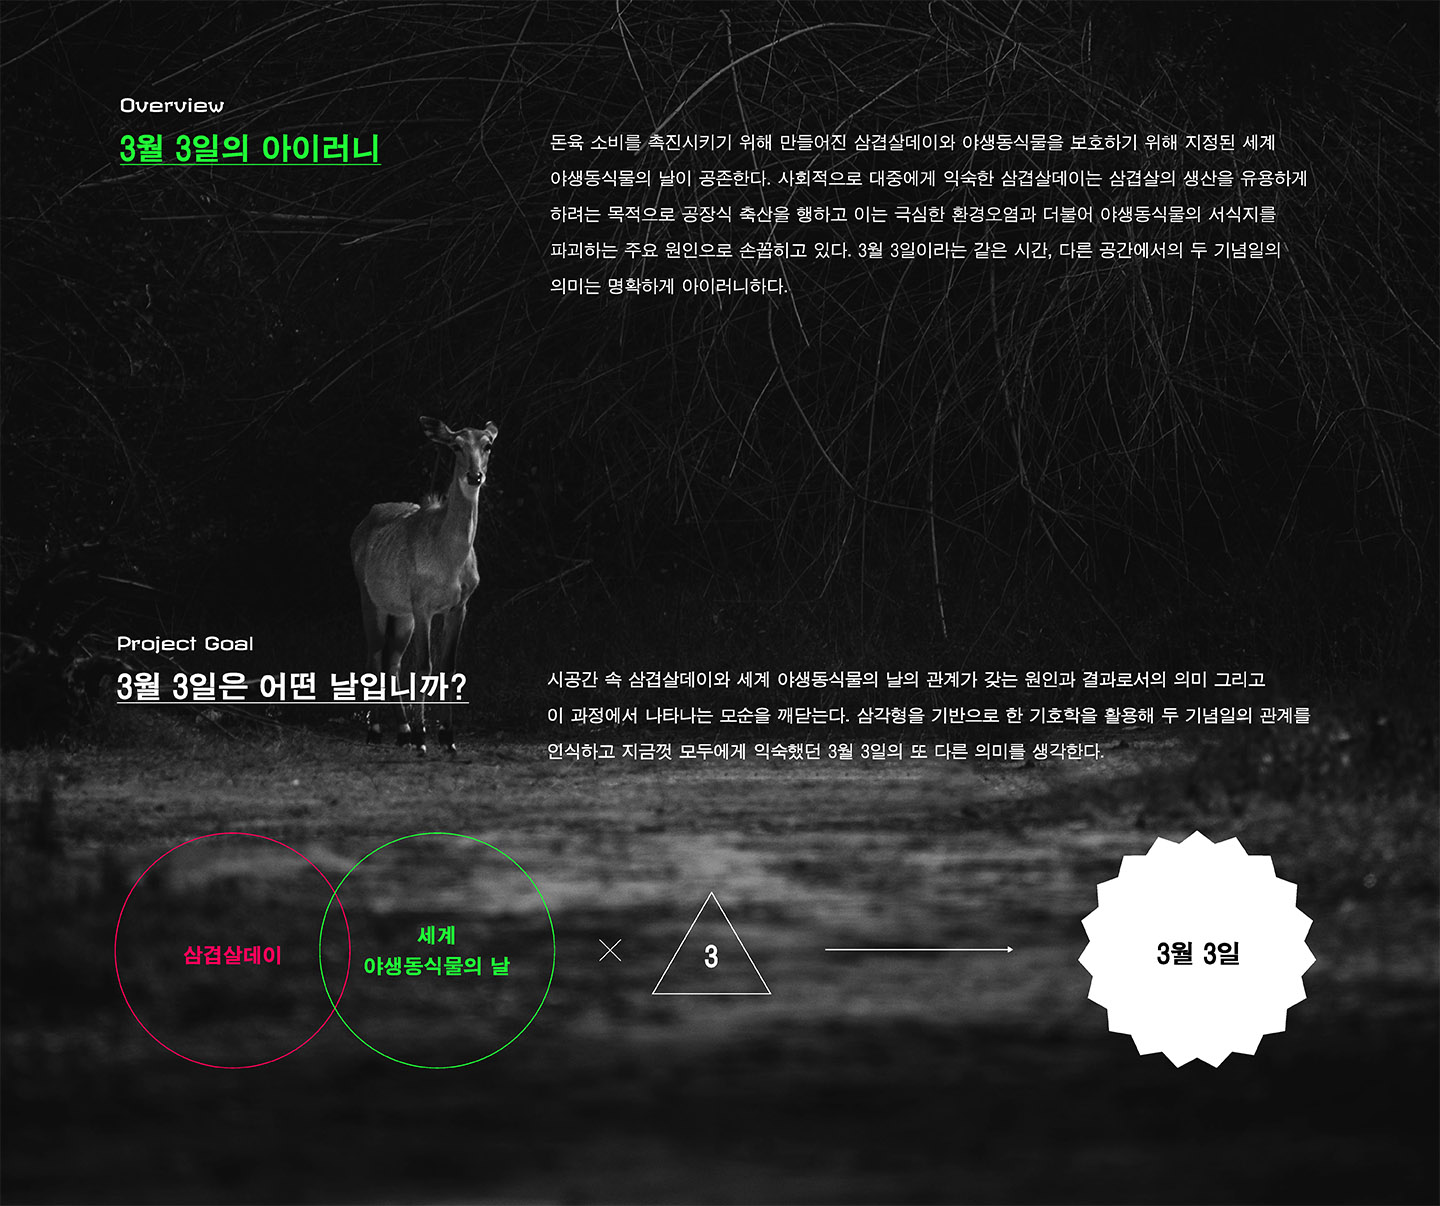 Overview
3월 3일의 아이러니
돈육 소비를 촉진시키기 위해 만들어진 삼겹살데이와 야생동식물을 보호하기 위해 지정된 세계
야생동식물의 날이 공존한다. 사회적으로 대중에게 익숙한 삼겹살데이는 삼겹살의 생산을 유용하게
하려는 목적으로 공장식 축산을 행하고 이는 극심한 환경오염과 더불어 야생동식물의 서식지를
파괴하는 주요 원인으로 손꼽히고 있다. 3월 3일이라는 같은 시간, 다른 공간에서의 두 기념일의
의미는 명확하게 아이러니하다.
Project Goal
3월 3일은 어떤 날입니까?
시공간 속 삼겹살데이와 세계 야생동식물의 날의 관계가 갖는 원인과 결과로서의 의미 그리고
이 과정에서 나타나는 모순을 깨닫는다. 삼각형을 기반으로 한 기호학을 활용해 두 기념일의 관계를
인식하고 지금껏 모두에게 익숙했던 3월 3일의 또 다른 의미를 생각한다.
삼겹살데이
세계
야생동식물의 날
3
3월 3일